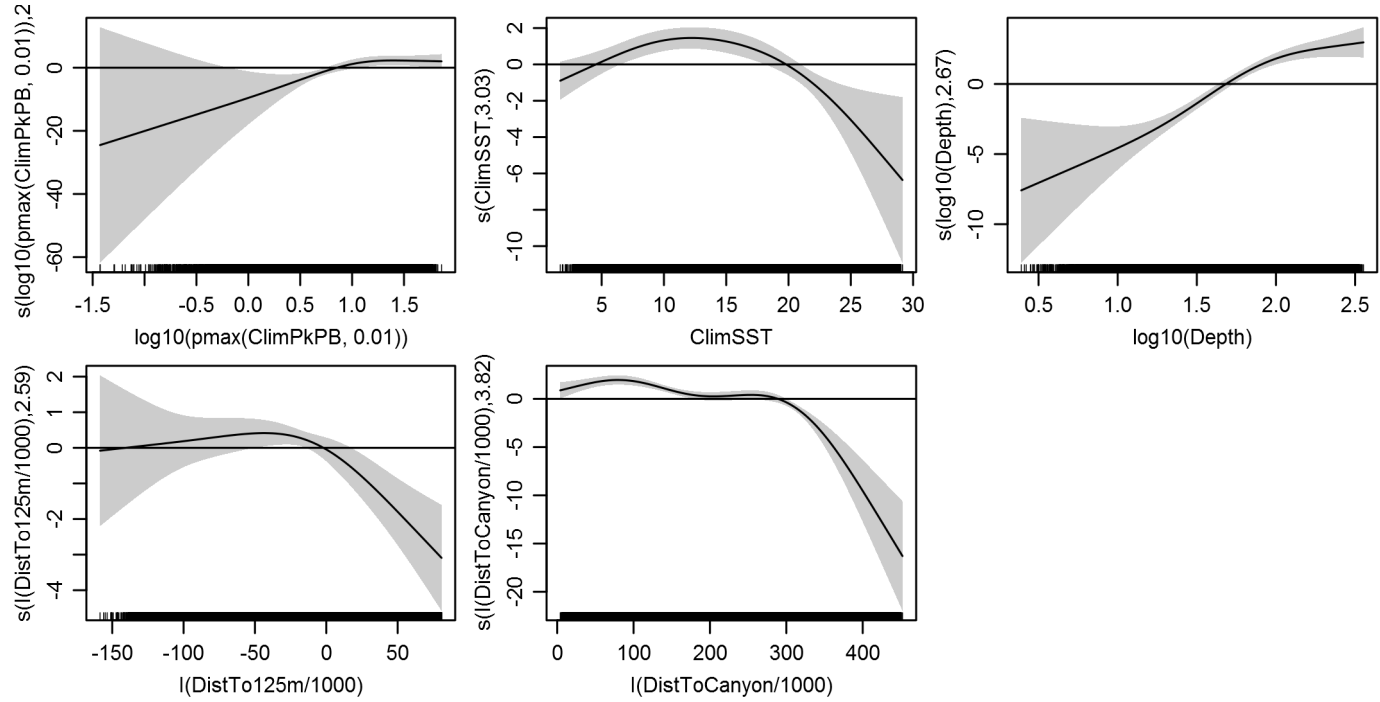 s(log10(pmax(ClimPkPB, 0.01)),2
0
-20
-40
-60
-1.5 -0.5 0.0 0.5 1.0 1.5
log10(pmax(ClimPkPB, 0.01))
s(ClimSST,3.03)
2
0
-2
-6
-10
5 10 15 20 25 30
ClimSST
s(log10(Depth),2.67)
0
-5
-10
0.5 1.0 1.5 2.0 2.5
log10(Depth)
s(I(DistTo125m/1000),2.59)
2
1
0
-2
-4
-150 -100 -50 0 50
I(DistTo125m/1000)
s(I(DistToCanyon/1000),3.82)
0
-5
-10
-15
-20
0 100 200 300 400
I(DistToCanyon/1000)